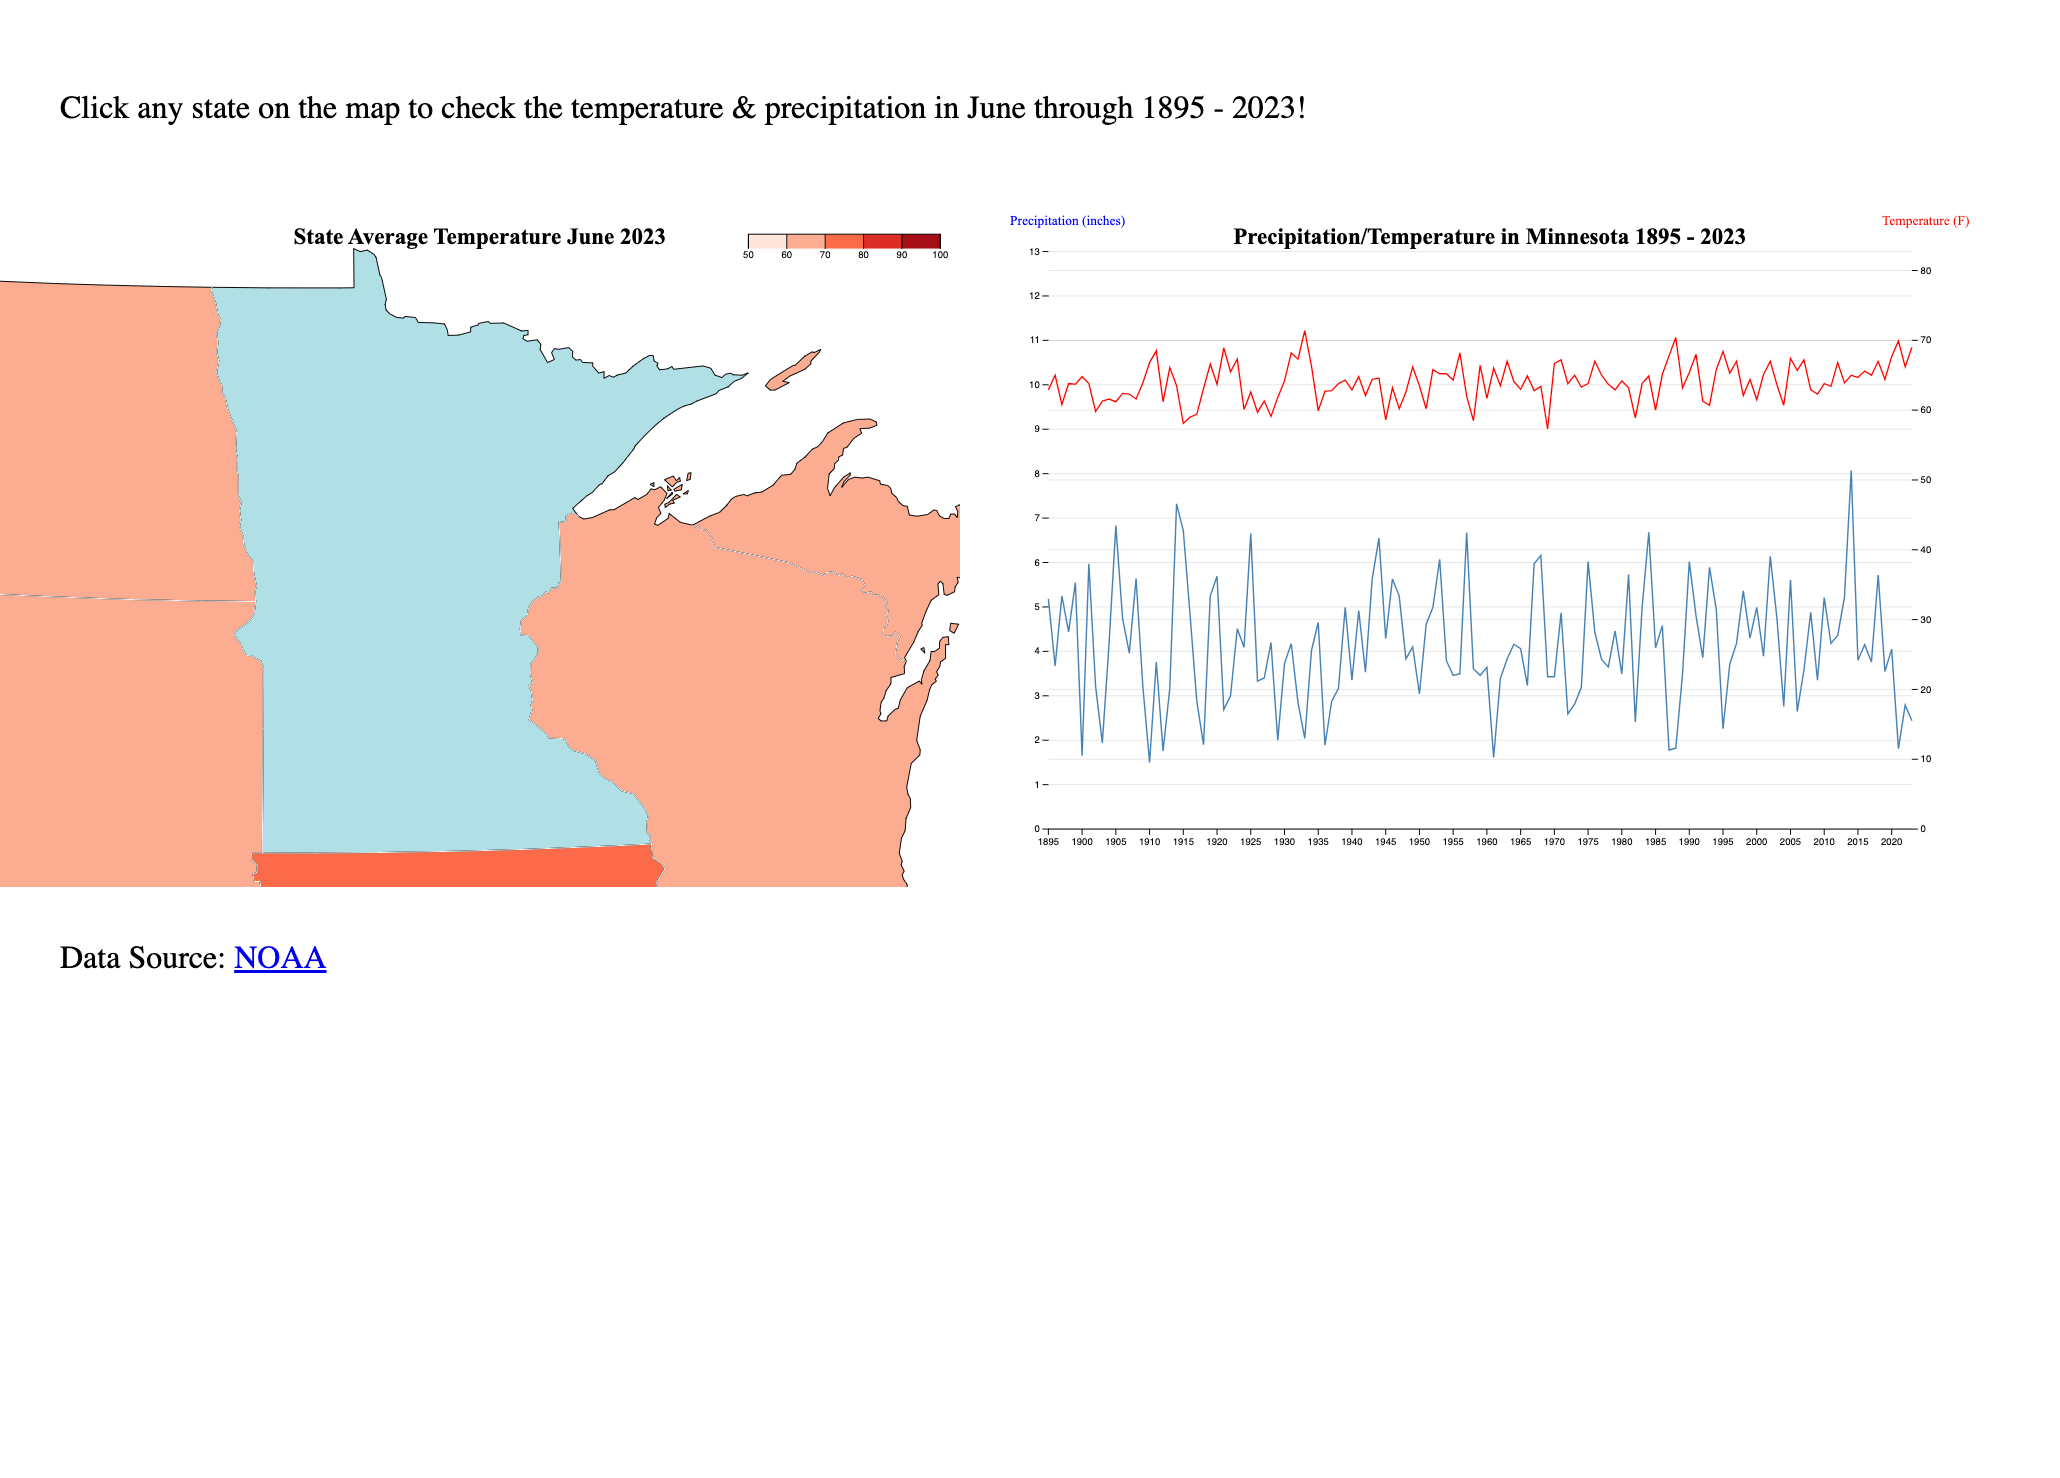 Click any state on the map to check the temperature & precipitation in June through 1895 - 2023!
State Average Temperature June 2023
50 60 70 80 90 100
Precipitation (inches)
Temperature (F)
Precipitation/Temperature in Minnesota 1895 - 2023
13
12
11
10
9
8
7
6
5
4
3
2
1
0
80
70
60
50
40
30
20
10
0
1895 1900 1905 1910 1915 1920 1925 1930 1935 1940 1945 1950 1955 1960 1965 1970 1975 1980 1985 1990 1995 2000 2005 2010 2015 2020
Data Source: NOAA